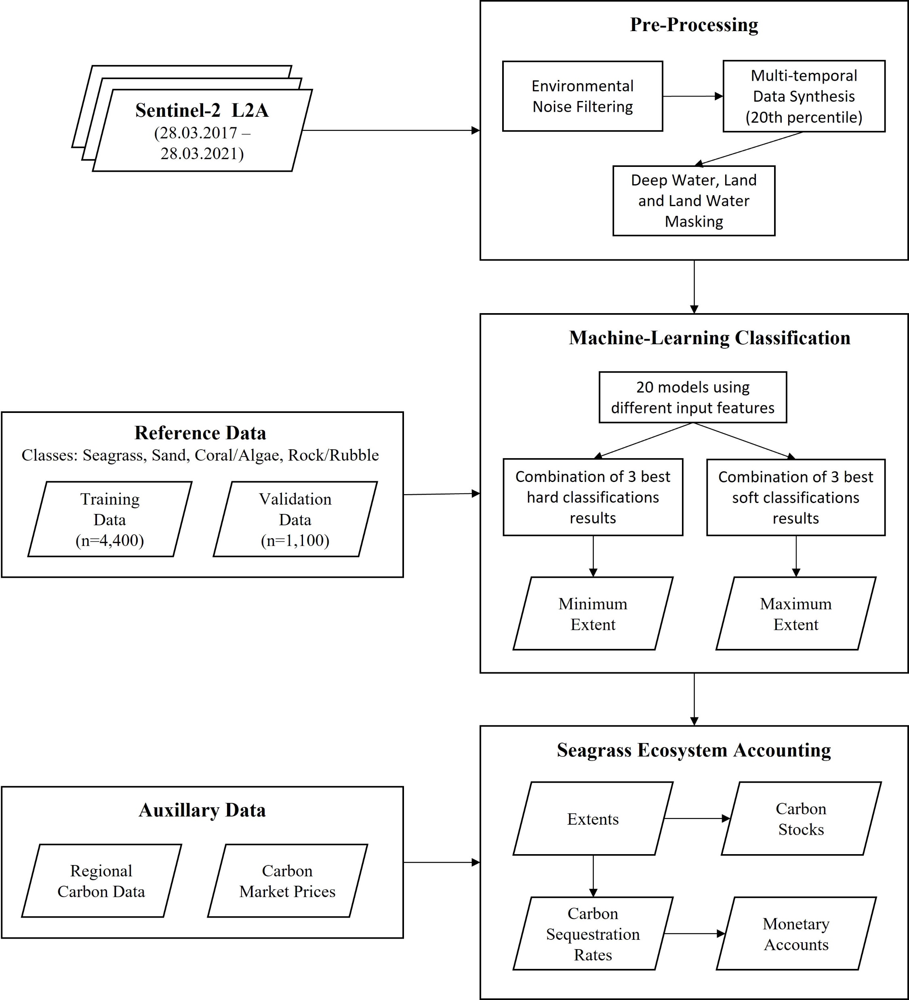 Pre-Processing
Environmental
Noise Filtering
Multi-temporal
Data Synthesis
(20th percentile)
Deep Water, Land
and Land Water
Masking
Sentinel-2 L2A
(28.03.2017 –
28.03.2021)
Machine-Learning Classification
20 models using
different input features
Combination of 3 best
hard classifications
results
Combination of 3 best
soft classifications
results
Minimum
Extent
Maximum
Extent
Reference Data
Classes: Seagrass, Sand, Coral/Algae, Rock/Rubble
Training
Data
(n=4,400)
Validation
Data
(n=1,100)
Seagrass Ecosystem Accounting
Extents
Carbon
Stocks
Carbon
Sequestration
Rates
Monetary
Accounts
Auxillary Data
Regional
Carbon Data
Carbon
Market Prices